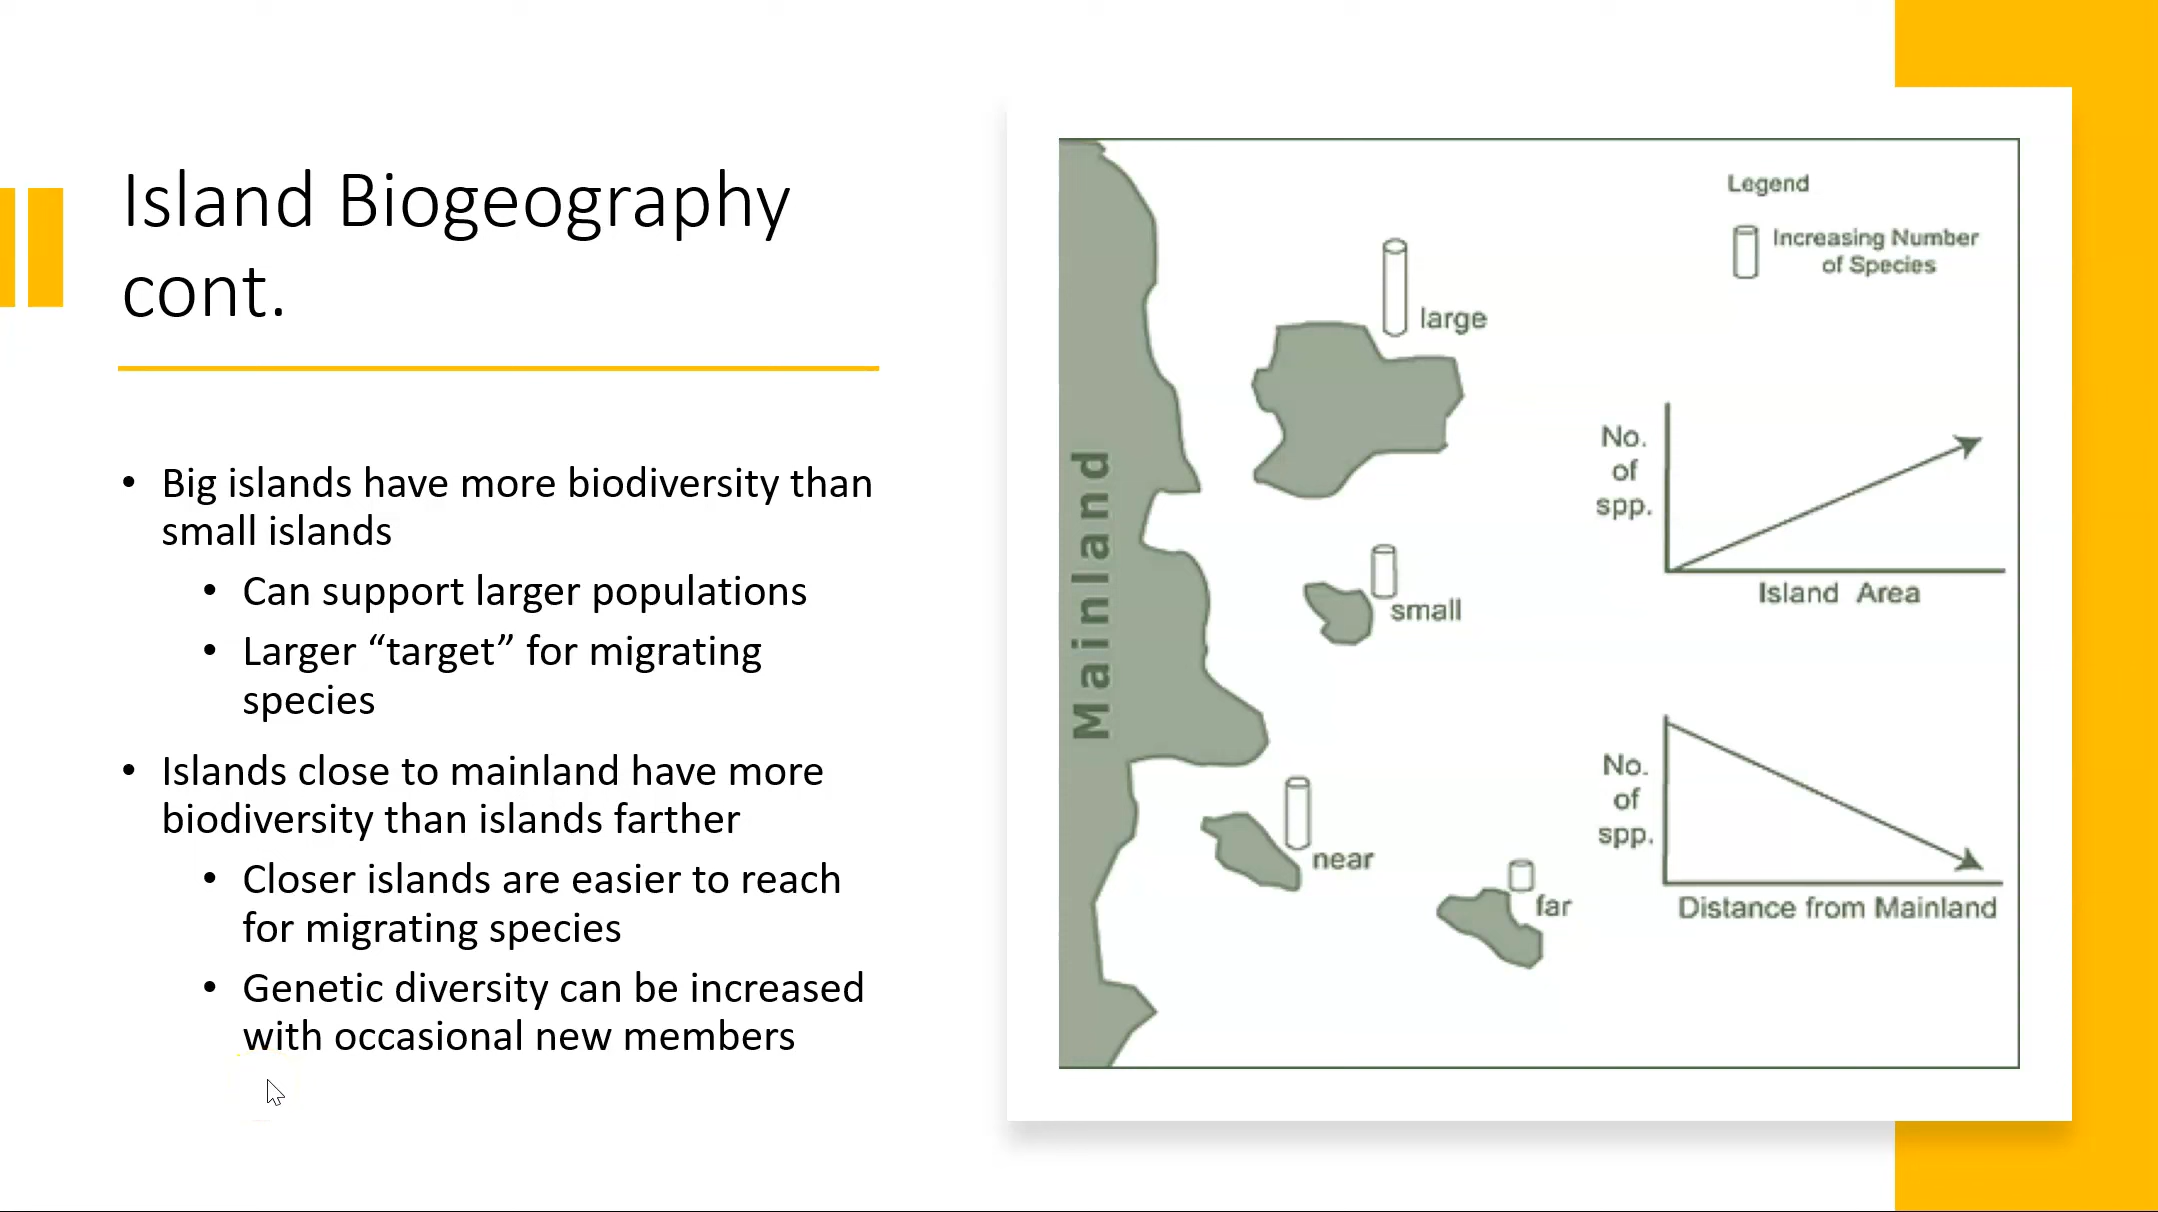 Island Biogeography
cont.
• Big islands have more biodiversity than
small islands
• Can support larger populations
• Larger “target” for migrating
species
• Islands close to mainland have more
biodiversity than islands farther
• Closer islands are easier to reach
for migrating species
• Genetic diversity can be increased
with occasional new members
Mainland
Legend
Increasing Number
of Species
large
small
near
far
No.
of
spp.
Island Area
No.
of
spp.
Distance from Mainland